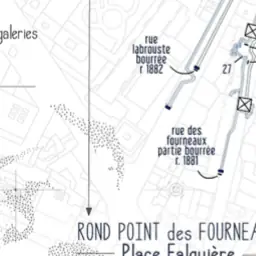 galeries
rue
labrouste
bourrée
r. 1882
27
rue des
fourneaux
partie bourrée
r. 1881
ROND POINT des FOURNEA
Place Falguière